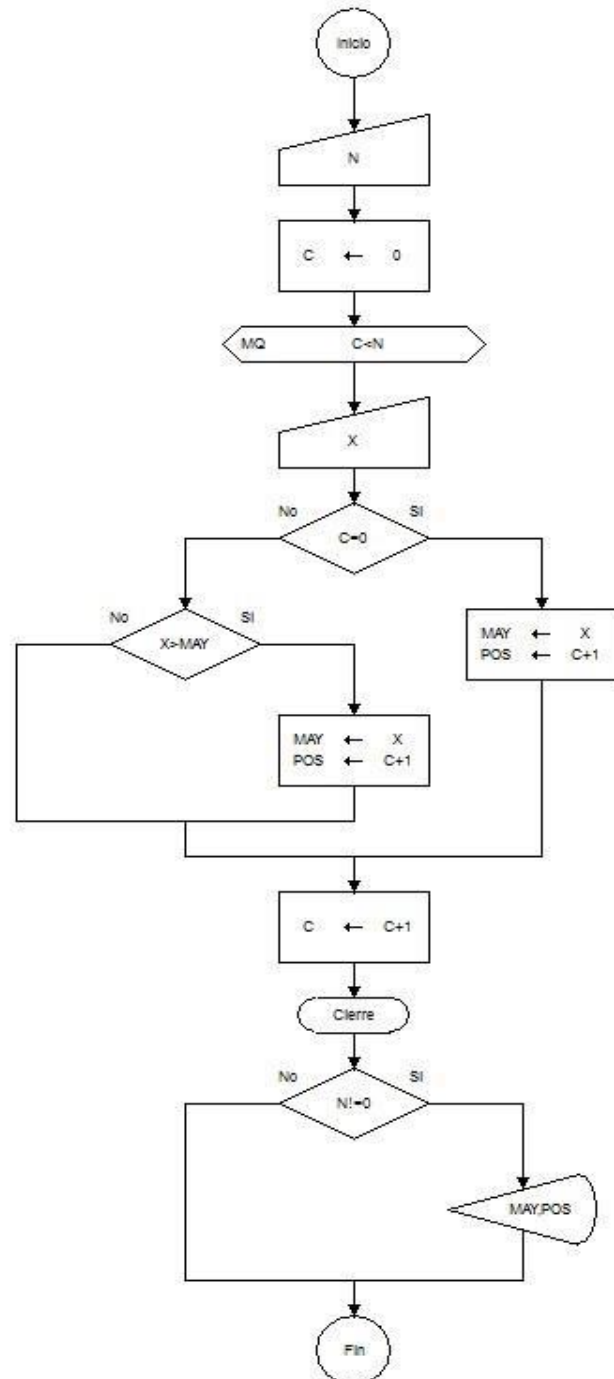 Inicio
N
C ← 0
MQ C<N
X
No SI
C=0
No SI
X>MAY
MAY ← X
POS ← C+1
MAY ← X
POS ← C+1
C ← C+1
Cierre
No SI
N!=0
MAY,POS
Fin